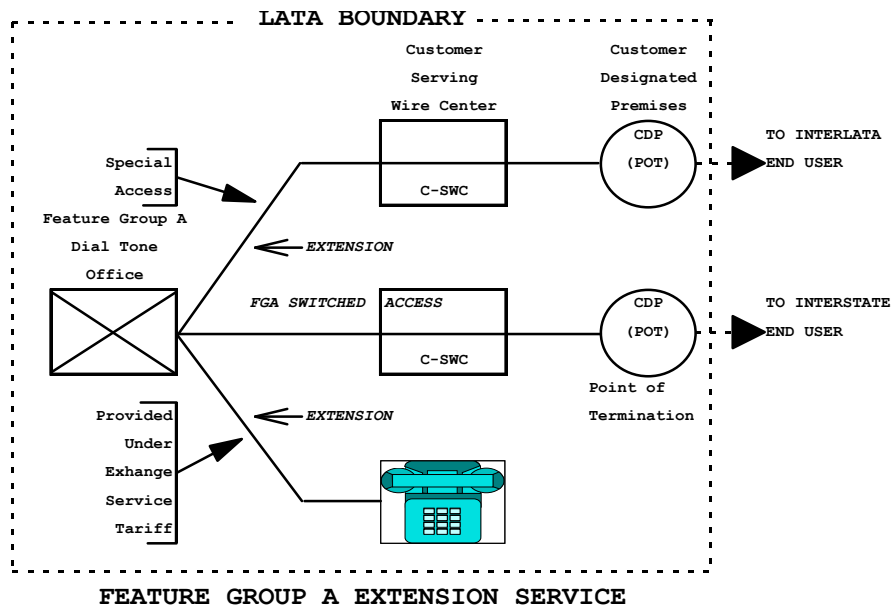 LATA BOUNDARY
Customer
Serving
Wire Center
Customer
Designated
Premises
CDP
(POT)
TO INTERLATA
END USER
C-SWC
Special
Access
Feature Group A
Dial Tone
Office
EXTENSION
FGA SWITCHED ACCESS
C-SWC
CDP
(POT)
TO INTERSTATE
END USER
Point of
Termination
EXTENSION
Provided
Under
Exhange
Service
Tariff
FEATURE GROUP A EXTENSION SERVICE